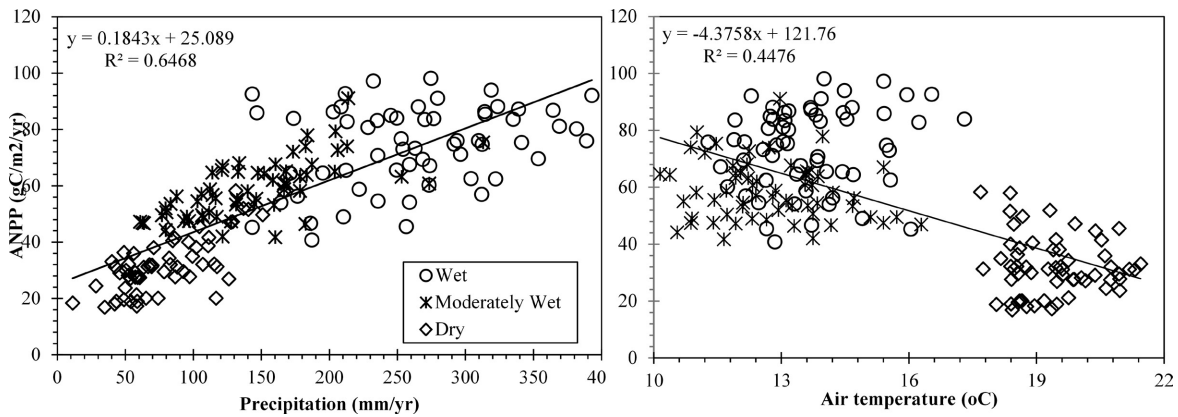 y = 0.1843x + 25.089
R² = 0.6468
120
100
80
60
40
20
0
ANPP (gC/m2/yr)
Wet
Moderately Wet
Dry
0 50 100 150 200 250 300 350 40
Precipitation (mm/yr)
y = -4.3758x + 121.76
R² = 0.4476
120
100
80
60
40
20
0
10 13 16 19 22
Air temperature (oC)